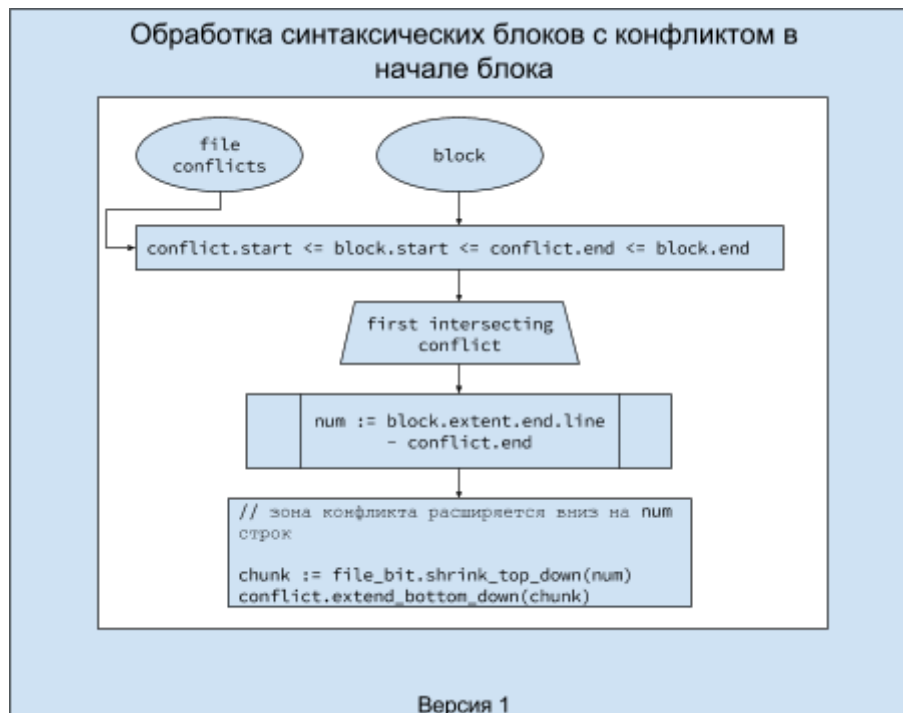 Обработка синтаксических блоков с конфликтом в
начале блока
file
conflicts
block
conflict.start <= block.start <= conflict.end <= block.end
first intersecting
conflict
num := block.extent.end.line
- conflict.end
// зона конфликта расширяется вниз на num
строк
chunk := file_bit.shrink_top_down(num)
conflict.extend_bottom_down(chunk)
Версия 1